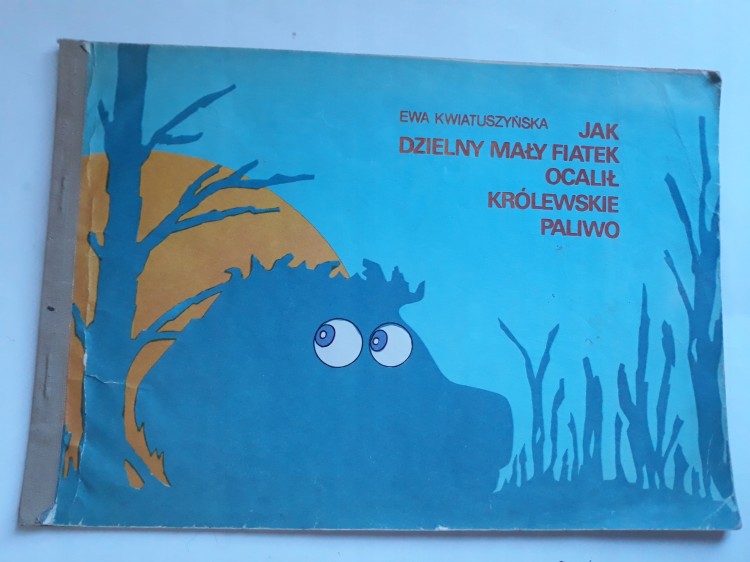 EWA KWIATUSZYŃSKA JAK
DZIELNY MAŁY FIATEK
OCALIŁ
KRÓLEWSKIE
PALIWO